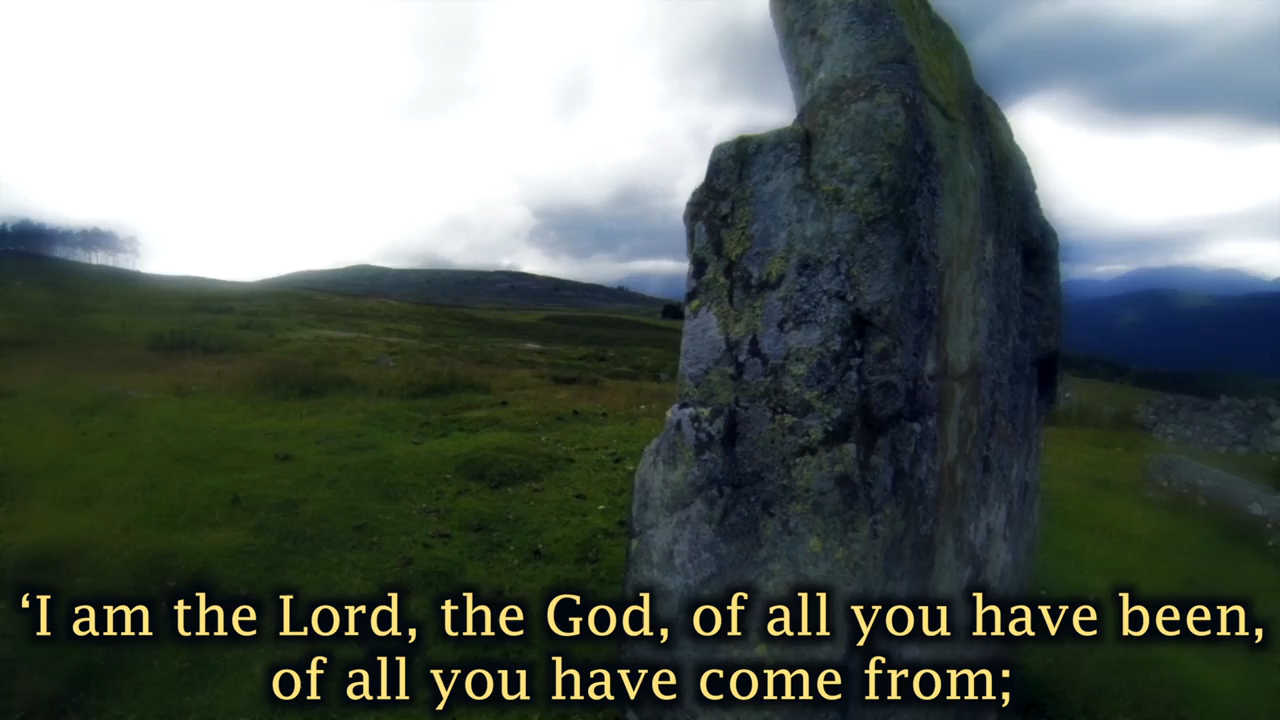 ‘I am the Lord, the God, of all you have been,
of all you have come from;